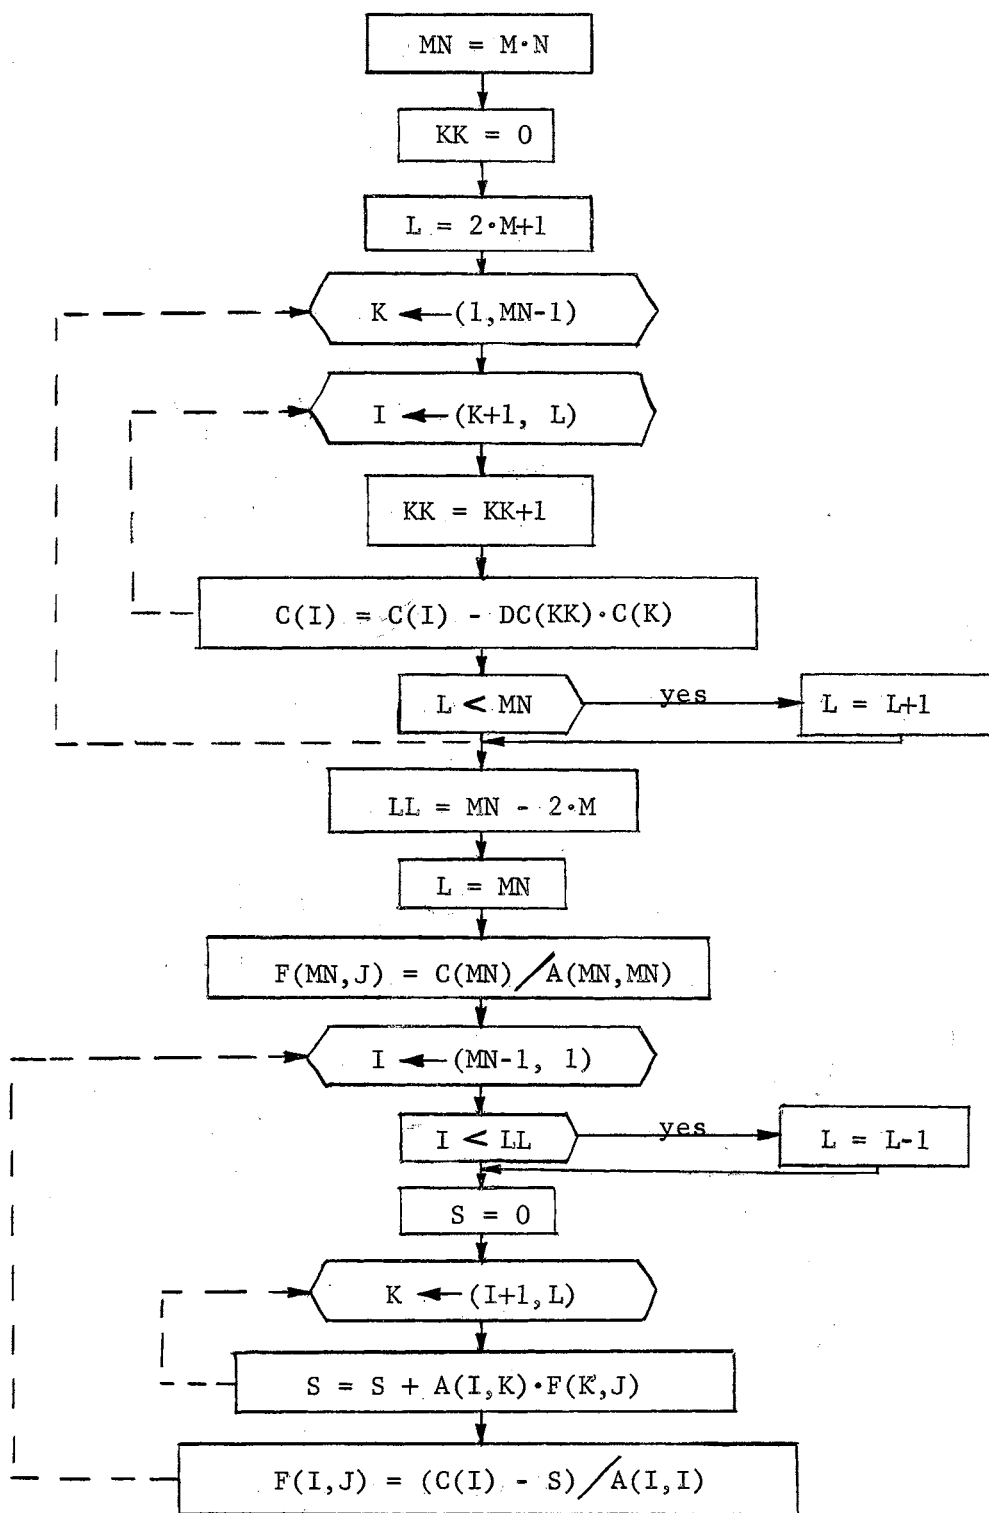 MN = M·N
KK = 0
L = 2·M+1
K ← (1,MN-1)
I ← (K+1, L)
KK = KK+1
C(I) = C(I) - DC(KK)·C(K)
L < MN
yes
L = L+1
LL = MN - 2·M
L = MN
F(MN,J) = C(MN)/A(MN,MN)
I ← (MN-1, 1)
I < LL
yes
L = L-1
S = 0
K ← (I+1,L)
S = S + A(I,K)·F(K,J)
F(I,J) = (C(I) - S)/A(I,I)